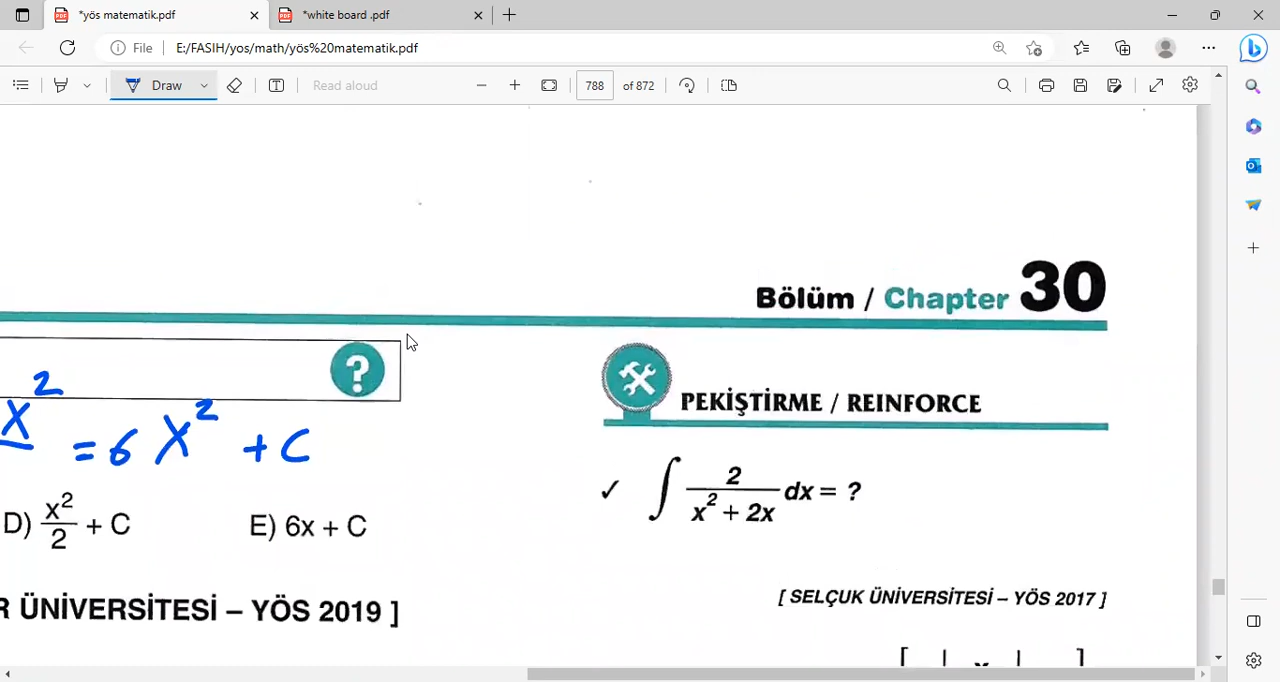 *yös matematik.pdf
*white board .pdf
File E:/FASIH/yos/math/yös%20matematik.pdf
Draw Read aloud 788 of 872
Bölüm / Chapter 30
?
PEKİŞTİRME / REINFORCE
x² = 6 x² + C
✓ ∫ 2 / (x² + 2x) dx = ?
D) x²/2 + C E) 6x + C
R ÜNİVERSİTESİ – YÖS 2019 ]
[ SELÇUK ÜNİVERSİTESİ – YÖS 2017 ]